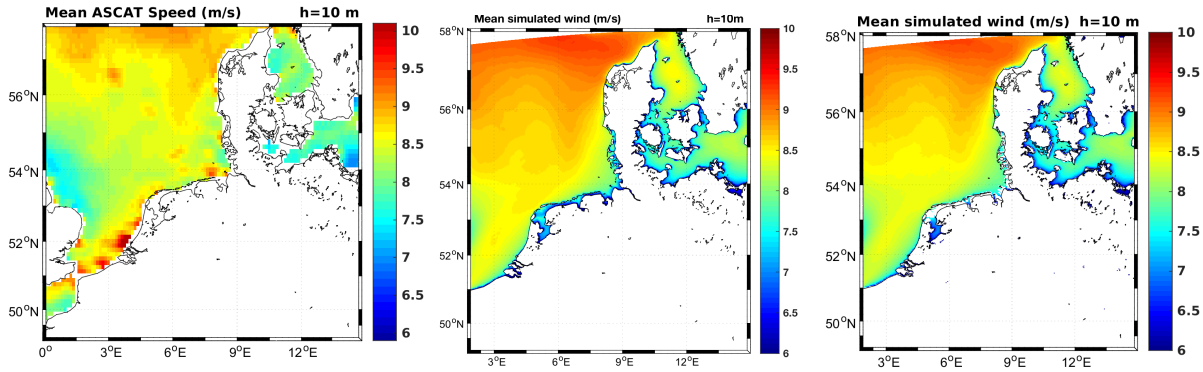 Mean ASCAT Speed (m/s) h=10 m
56°N
54°N
52°N
50°N
0° 3°E 6°E 9°E 12°E
10
9.5
9
8.5
8
7.5
7
6.5
6
Mean simulated wind (m/s) h=10m
58°N
56°N
54°N
52°N
50°N
3°E 6°E 9°E 12°E
10
9.5
9
8.5
8
7.5
7
6.5
6
Mean simulated wind (m/s) h=10 m
58°N
56°N
54°N
52°N
50°N
3°E 6°E 9°E 12°E
10
9.5
9
8.5
8
7.5
7
6.5
6